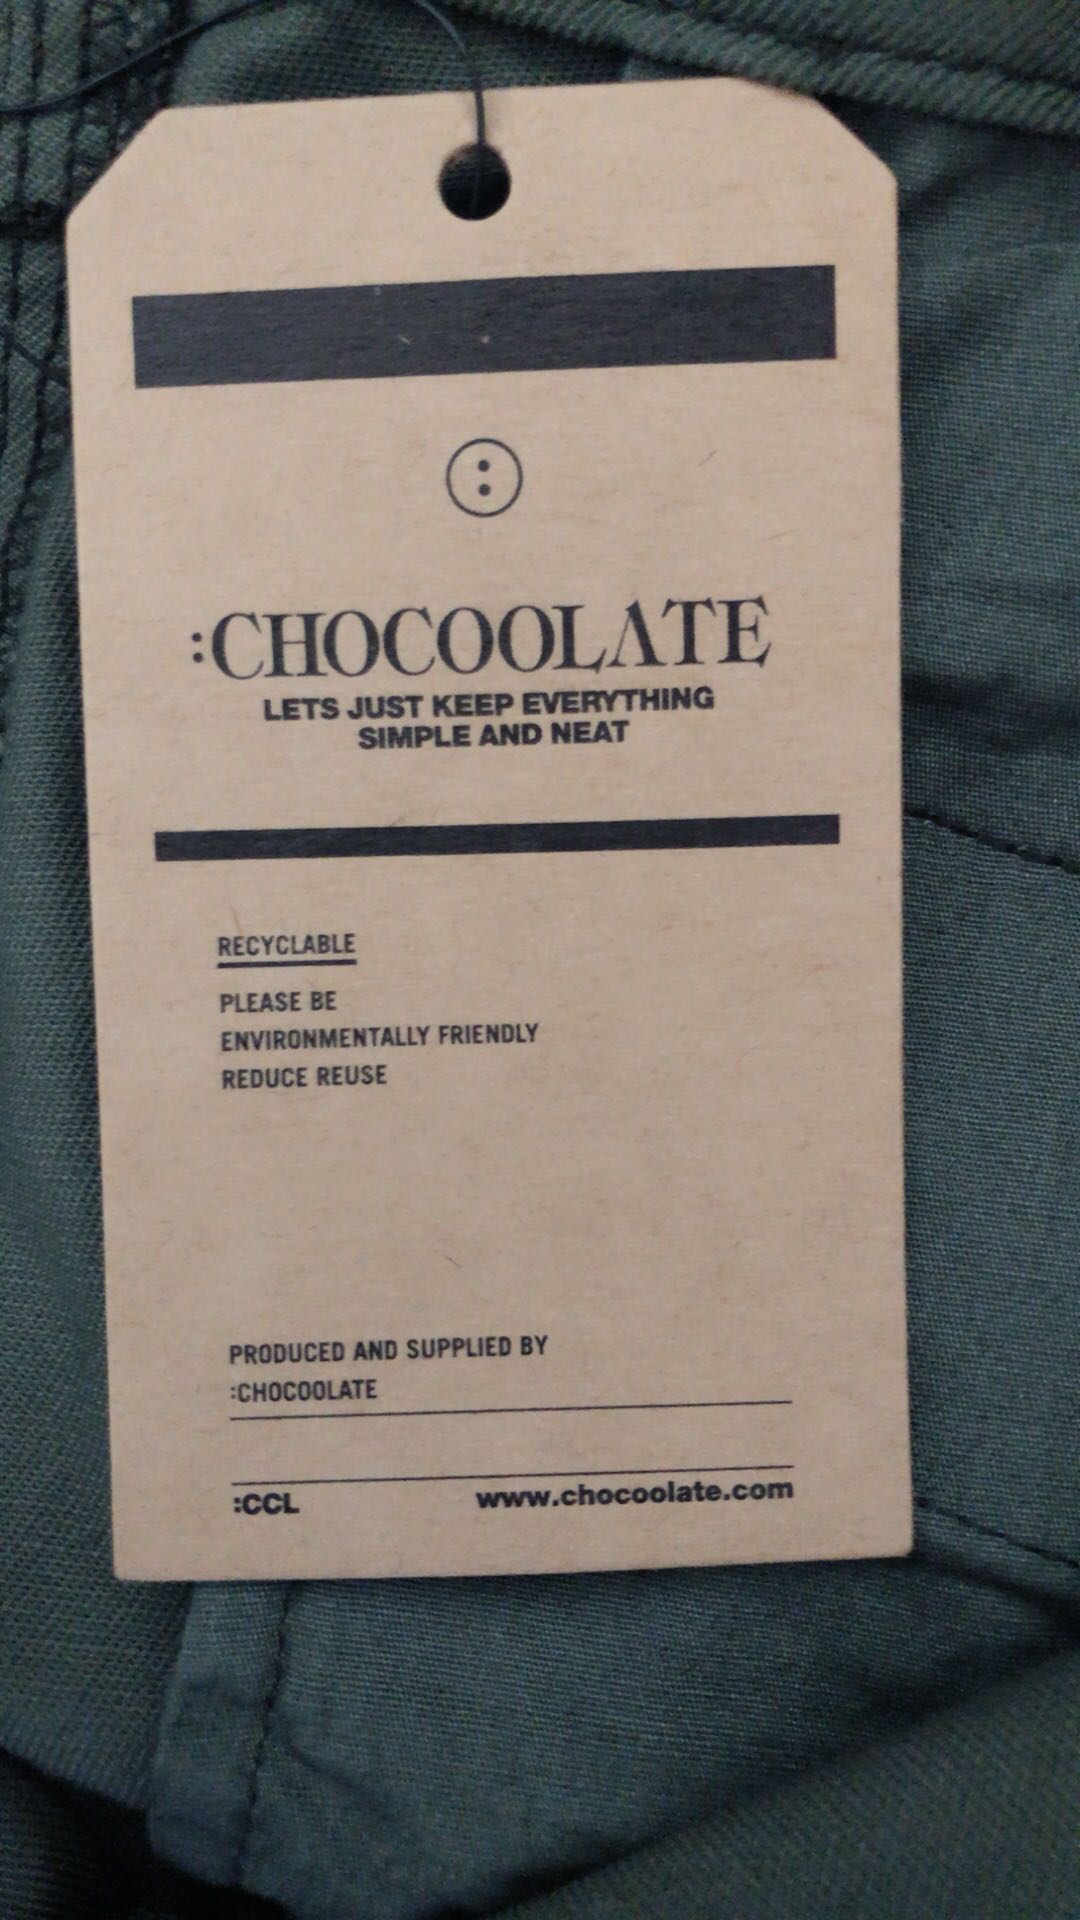 :CHOCOOLATE
LETS JUST KEEP EVERYTHING
SIMPLE AND NEAT
RECYCLABLE
PLEASE BE
ENVIRONMENTALLY FRIENDLY
REDUCE REUSE
PRODUCED AND SUPPLIED BY
:CHOCOOLATE
:CCL www.chocoolate.com